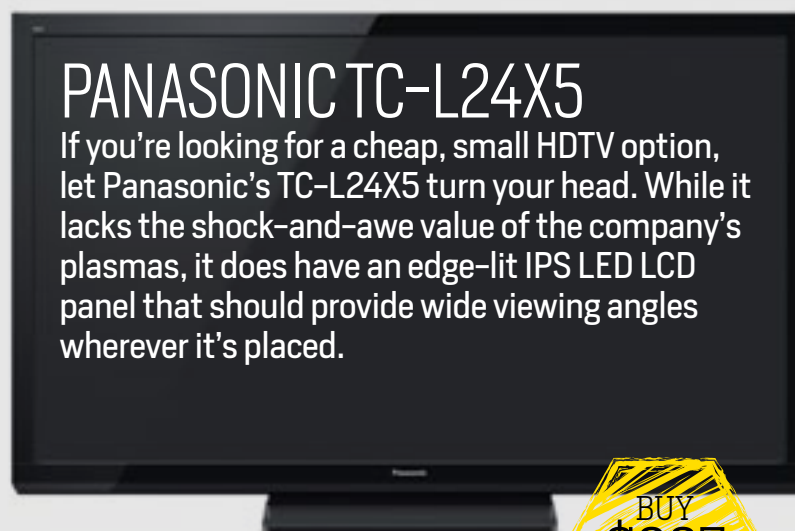 PANASONIC TC-L24X5
If you're looking for a cheap, small HDTV option,
let Panasonic's TC-L24X5 turn your head. While it
lacks the shock-and-awe value of the company's
plasmas, it does have an edge-lit IPS LED LCD
panel that should provide wide viewing angles
wherever it's placed.
Panasonic
BUY